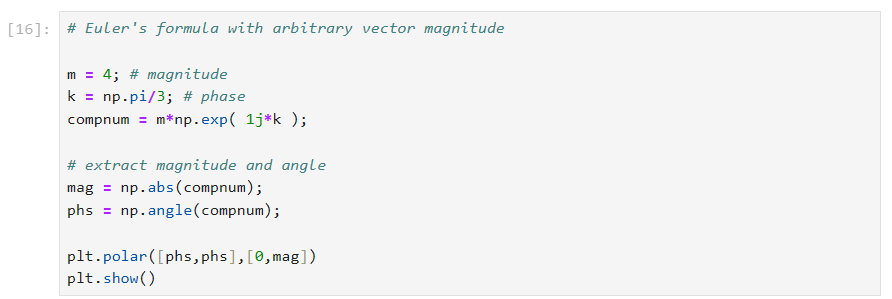 [16]: # Euler's formula with arbitrary vector magnitude
m = 4; # magnitude
k = np.pi/3; # phase
compnum = m*np.exp( 1j*k );
# extract magnitude and angle
mag = np.abs(compnum);
phs = np.angle(compnum);
plt.polar([phs,phs],[0,mag])
plt.show()